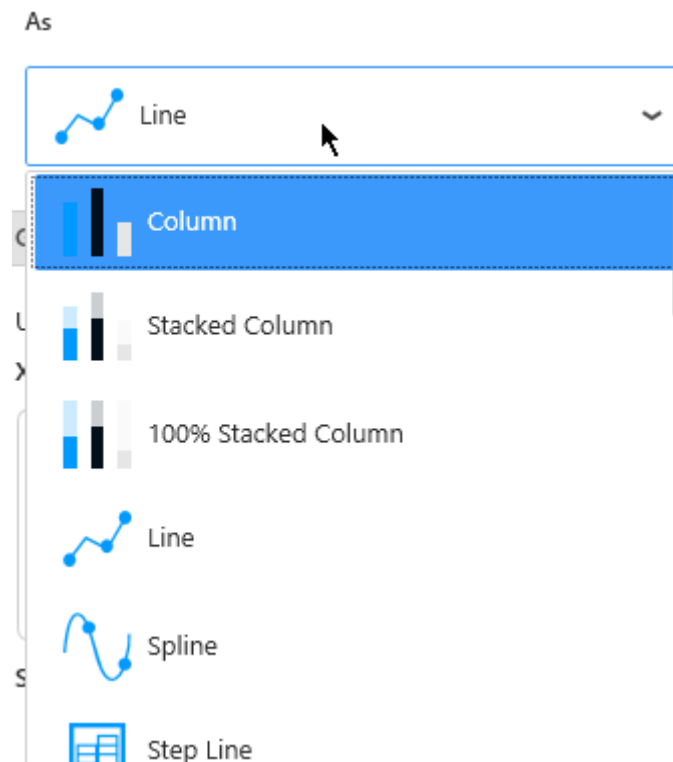 As
Line
Column
Stacked Column
100% Stacked Column
Line
Spline
Step Line